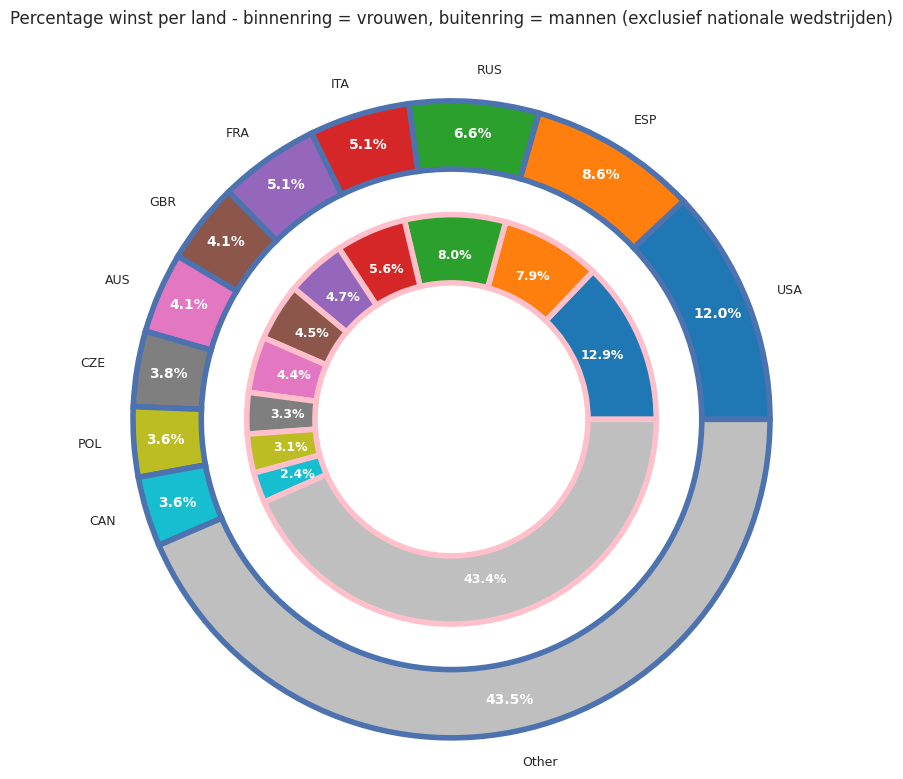 Percentage winst per land - binnenring = vrouwen, buitenring = mannen (exclusief nationale wedstrijden)
USA
ESP
RUS
ITA
FRA
GBR
AUS
CZE
POL
CAN
Other
12.0%
8.6%
6.6%
5.1%
5.1%
4.1%
4.1%
3.8%
3.6%
3.6%
43.5%
12.9%
7.9%
8.0%
5.6%
4.7%
4.5%
4.4%
3.3%
3.1%
2.4%
43.4%